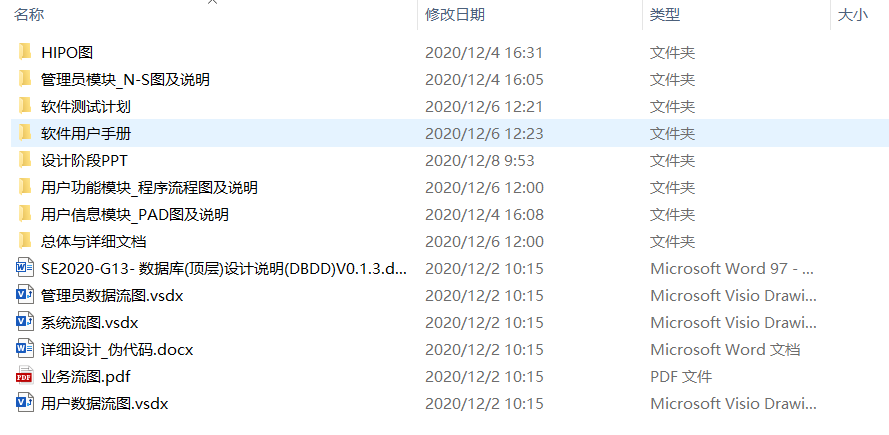 名称 修改日期 类型 大小
HIPO图 2020/12/4 16:31 文件夹
管理员模块_N-S图及说明 2020/12/4 16:05 文件夹
软件测试计划 2020/12/6 12:21 文件夹
软件用户手册 2020/12/6 12:23 文件夹
设计阶段PPT 2020/12/8 9:53 文件夹
用户功能模块_程序流程图及说明 2020/12/6 12:00 文件夹
用户信息模块_PAD图及说明 2020/12/4 16:08 文件夹
总体与详细文档 2020/12/6 12:00 文件夹
SE2020-G13- 数据库(顶层)设计说明(DBDD)V0.1.3.d... 2020/12/2 10:15 Microsoft Word 97 - ...
管理员数据流图.vsdx 2020/12/2 10:15 Microsoft Visio Drawi...
系统流图.vsdx 2020/12/2 10:15 Microsoft Visio Drawi...
详细设计_伪代码.docx 2020/12/2 10:15 Microsoft Word 文档
PDF 业务流图.pdf 2020/12/2 10:15 PDF 文件
用户数据流图.vsdx 2020/12/2 10:15 Microsoft Visio Drawi...